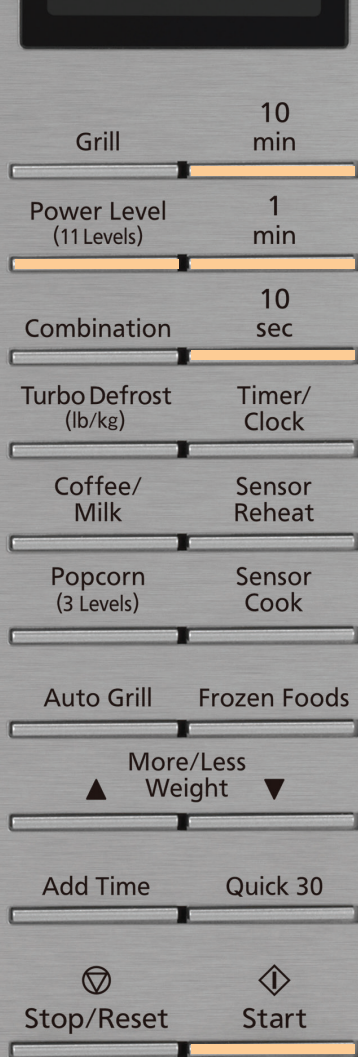 10
Grill min
Power Level 1
(11 Levels) min
10
Combination sec
Turbo Defrost Timer/
(lb/kg) Clock
Coffee/ Sensor
Milk Reheat
Popcorn Sensor
(3 Levels) Cook
Auto Grill Frozen Foods
More/Less
▲ Weight ▼
Add Time Quick 30
Stop/Reset Start